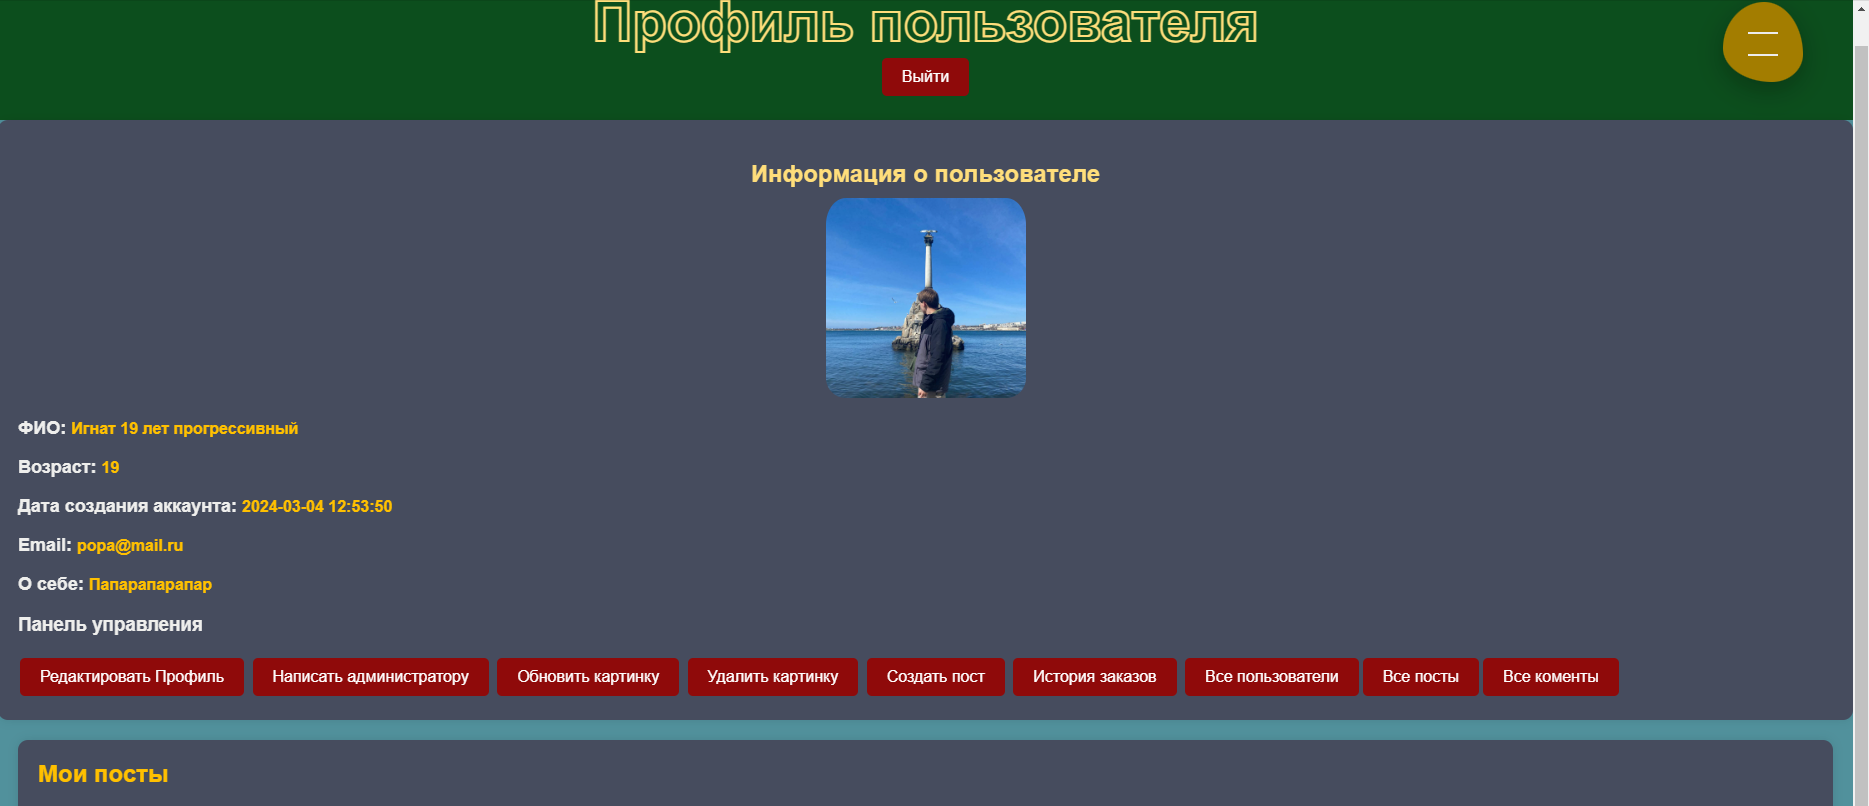 Профиль пользователя
Выйти
Информация о пользователе
ФИО: Игнат 19 лет прогрессивный
Возраст: 19
Дата создания аккаунта: 2024-03-04 12:53:50
Email: popa@mail.ru
О себе: Папарапарапар
Панель управления
Редактировать Профиль Написать администратору Обновить картинку Удалить картинку Создать пост История заказов Все пользователи Все посты Все коменты
Мои посты